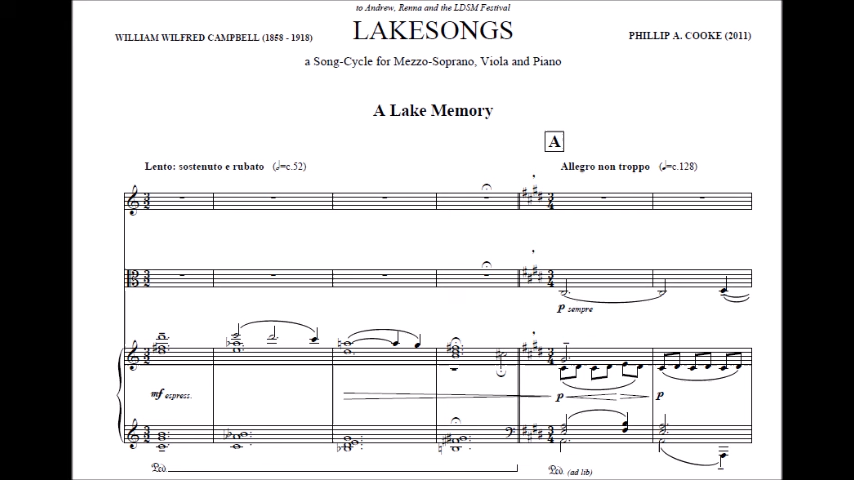 to Andrew, Renna and the LDSM Festival
LAKESONGS
WILLIAM WILFRED CAMPBELL (1858 - 1918)
PHILLIP A. COOKE (2011)
a Song-Cycle for Mezzo-Soprano, Viola and Piano
A Lake Memory
A
Lento: sostenuto e rubato (𝅗𝅥=c.52)
Allegro non troppo (♩=c.128)
p sempre
mf espress.
p
p
Ped.
Ped. (ad lib)